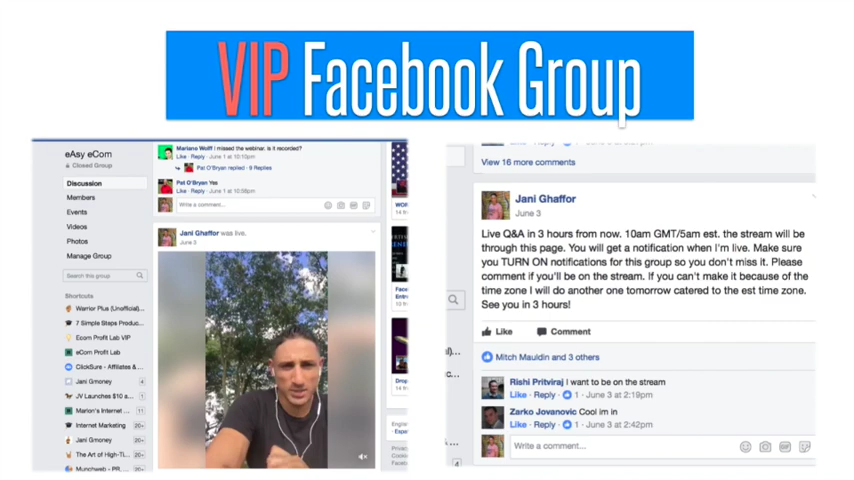 VIP Facebook Group
eAsy eCom
Closed Group
Discussion
Members
Events
Videos
Photos
Manage Group
Search this group
Shortcuts
Warrior Plus (Unofficial)...
7 Simple Steps Produc...
Ecom Profit Lab VIP
eCom Profit Lab
ClickSure - Affiliates &...
Jani Gmoney 4
JV Launches $10 s... 1
Marion's Internet... 11
Internet Marketing 20+
Jani Gmoney 20+
The Art of High-Ti... 20+
Munchweb - PR... 20+
Mariano Wolff I missed the webinar. is it recorded?
Like · Reply · June 1 at 10:10pm
Pat O'Bryan replied · 9 Replies
Pat O'Bryan Yes
Like · Reply · June 1 at 10:58pm
Write a comment...
Jani Ghaffor was live.
June 3
View 16 more comments
Jani Ghaffor
June 3
Live Q&A in 3 hours from now. 10am GMT/5am est. the stream will be
through this page. You will get a notification when I'm live. Make sure
you TURN ON notifications for this group so you don't miss it. Please
comment if you'll be on the stream. If you can't make it because of the
time zone I will do another one tomorrow catered to the est time zone.
See you in 3 hours!
Like Comment
Mitch Mauldin and 3 others
Rishi Pritviraj I want to be on the stream
Like · Reply · 1 · June 3 at 2:19pm
Zarko Jovanovic Cool im in
Like · Reply · 1 · June 3 at 2:42pm
Write a comment...